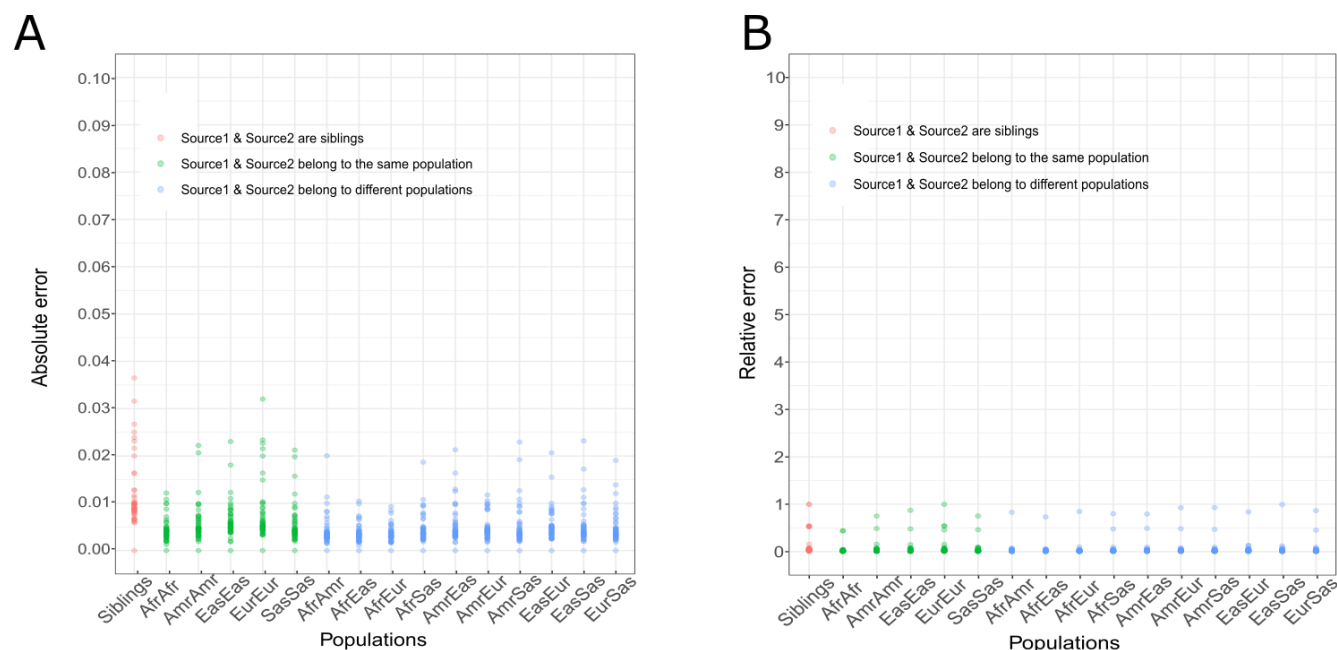 A
0.10
0.09
0.08
0.07
0.06
0.05
0.04
0.03
0.02
0.01
0.00
Absolute error
Source1 & Source2 are siblings
Source1 & Source2 belong to the same population
Source1 & Source2 belong to different populations
Siblings
AfrAfr
AmrAmr
EasEas
EurEur
SasSas
AfrAmr
AfrEas
AfrEur
AfrSas
AmrEas
AmrEur
AmrSas
EasEur
EasSas
EurSas
Populations
B
10
9
8
7
6
5
4
3
2
1
0
Relative error
Source1 & Source2 are siblings
Source1 & Source2 belong to the same population
Source1 & Source2 belong to different populations
Siblings
AfrAfr
AmrAmr
EasEas
EurEur
SasSas
AfrAmr
AfrEas
AfrEur
AfrSas
AmrEas
AmrEur
AmrSas
EasEur
EasSas
EurSas
Populations